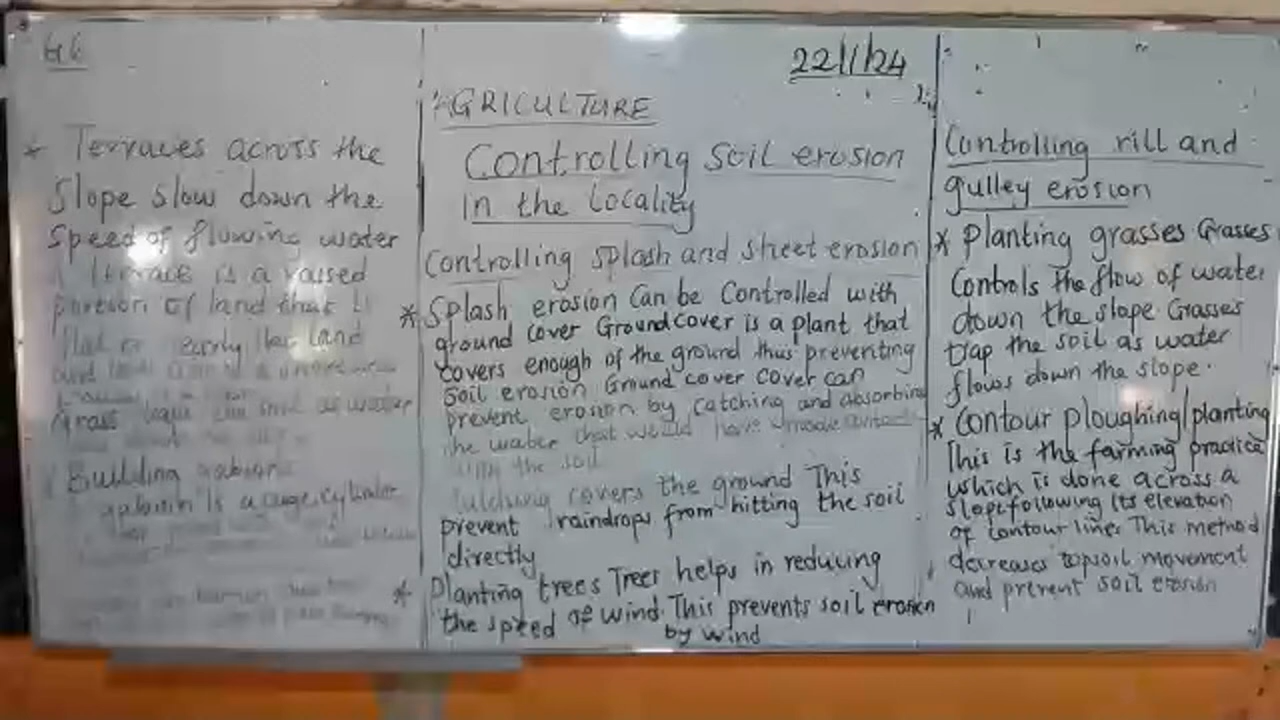 G6
22/1/24
AGRICULTURE
Controlling soil erosion
in the locality
Controlling splash and sheet erosion
* Splash erosion Can be Controlled with
ground cover Groundcover is a plant that
covers enough of the ground thus preventing
soil erosion Ground cover cover can
prevent erosion by catching and absorbing
the water that would have made contact
with the soil
Mulching covers the ground This
prevent raindrops from hitting the soil
directly
* Planting trees Trees helps in reducing
the speed of wind. This prevents soil erosion
by wind
Controlling rill and
gulley erosion
* Planting grasses Grasses
Controls the flow of water
down the slope Grasses
trap the soil as water
flows down the slope.
* Contour ploughing/planting
This is the farming practice
which is done across a
slope following its elevation
of contour lines This method
decreases topsoil movement
and prevent soil erosion
* Terraces across the
Slope slow down the
Speed of flowing water
A terrace is a raised
portion of land that is
flat or nearly land
and
Grass soil as water
Building gabions
gabion is a cage, cylinder